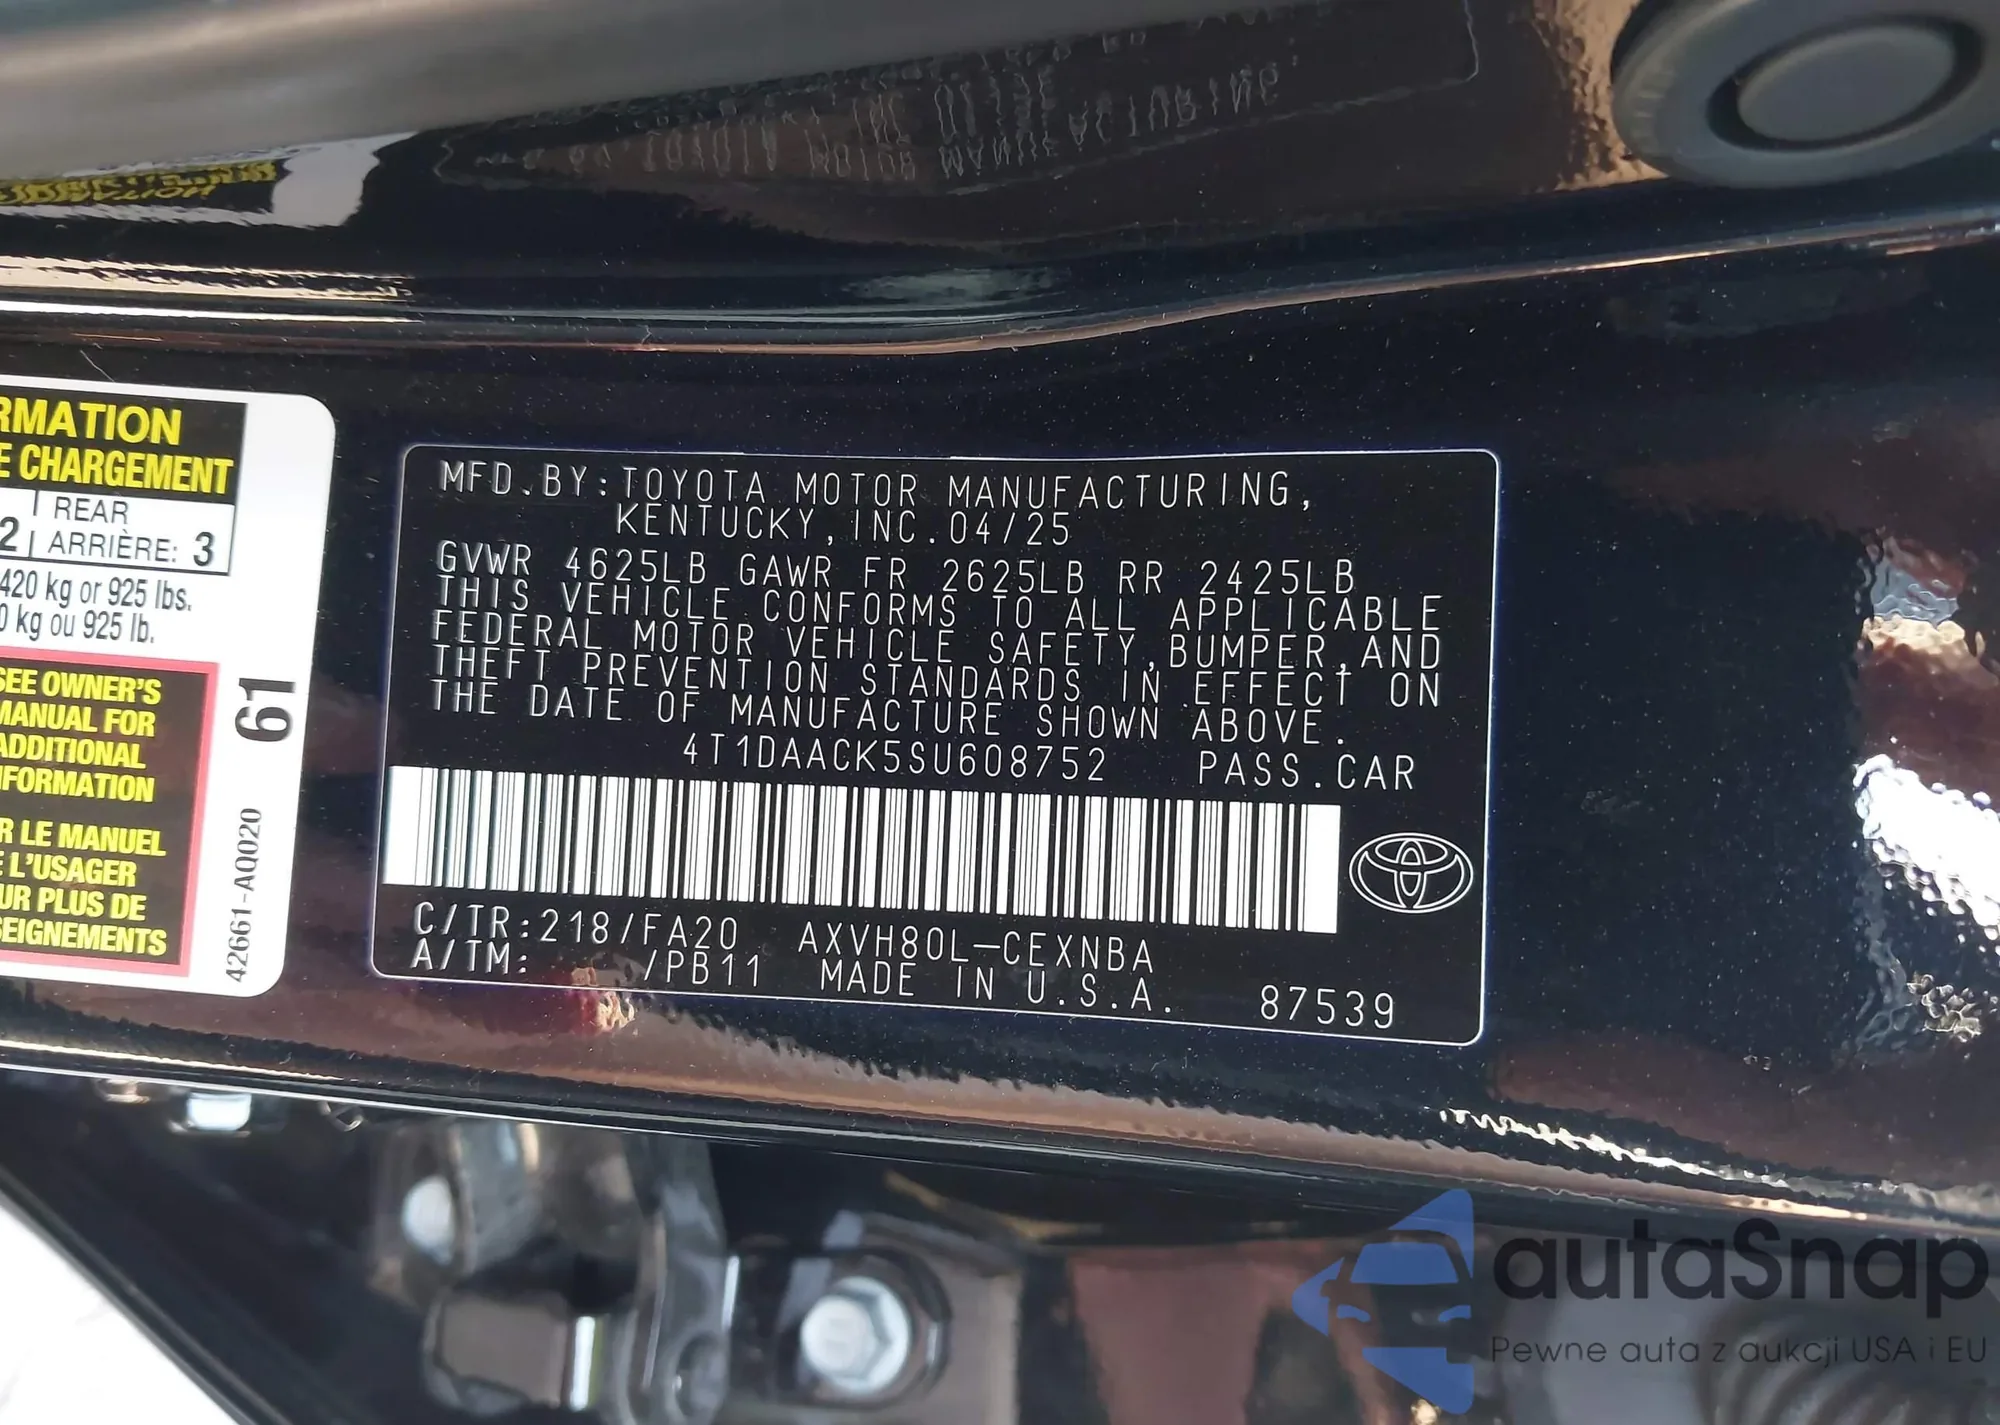 RMATION
E CHARGEMENT
REAR
2 ARRIÈRE: 3
420 kg or 925 lbs.
0 kg ou 925 lb.
SEE OWNER'S
MANUAL FOR
ADDITIONAL
INFORMATION
R LE MANUEL
E L'USAGER
UR PLUS DE
SEIGNEMENTS
61
42661-AQ020
MFD.BY:TOYOTA MOTOR MANUFACTURING,
KENTUCKY,INC.04/25
GVWR 4625LB GAWR FR 2625LB RR 2425LB
THIS VEHICLE CONFORMS TO ALL APPLICABLE
FEDERAL MOTOR VEHICLE SAFETY,BUMPER,AND
THEFT PREVENTION STANDARDS IN EFFECT ON
THE DATE OF MANUFACTURE SHOWN ABOVE.
4T1DAACK5SU608752 PASS.CAR
C/TR:218/FA20 AXVH80L-CEXNBA
A/TM: /PB11 MADE IN U.S.A. 87539
autaSnap
Pewne auta z aukcji USA i EU